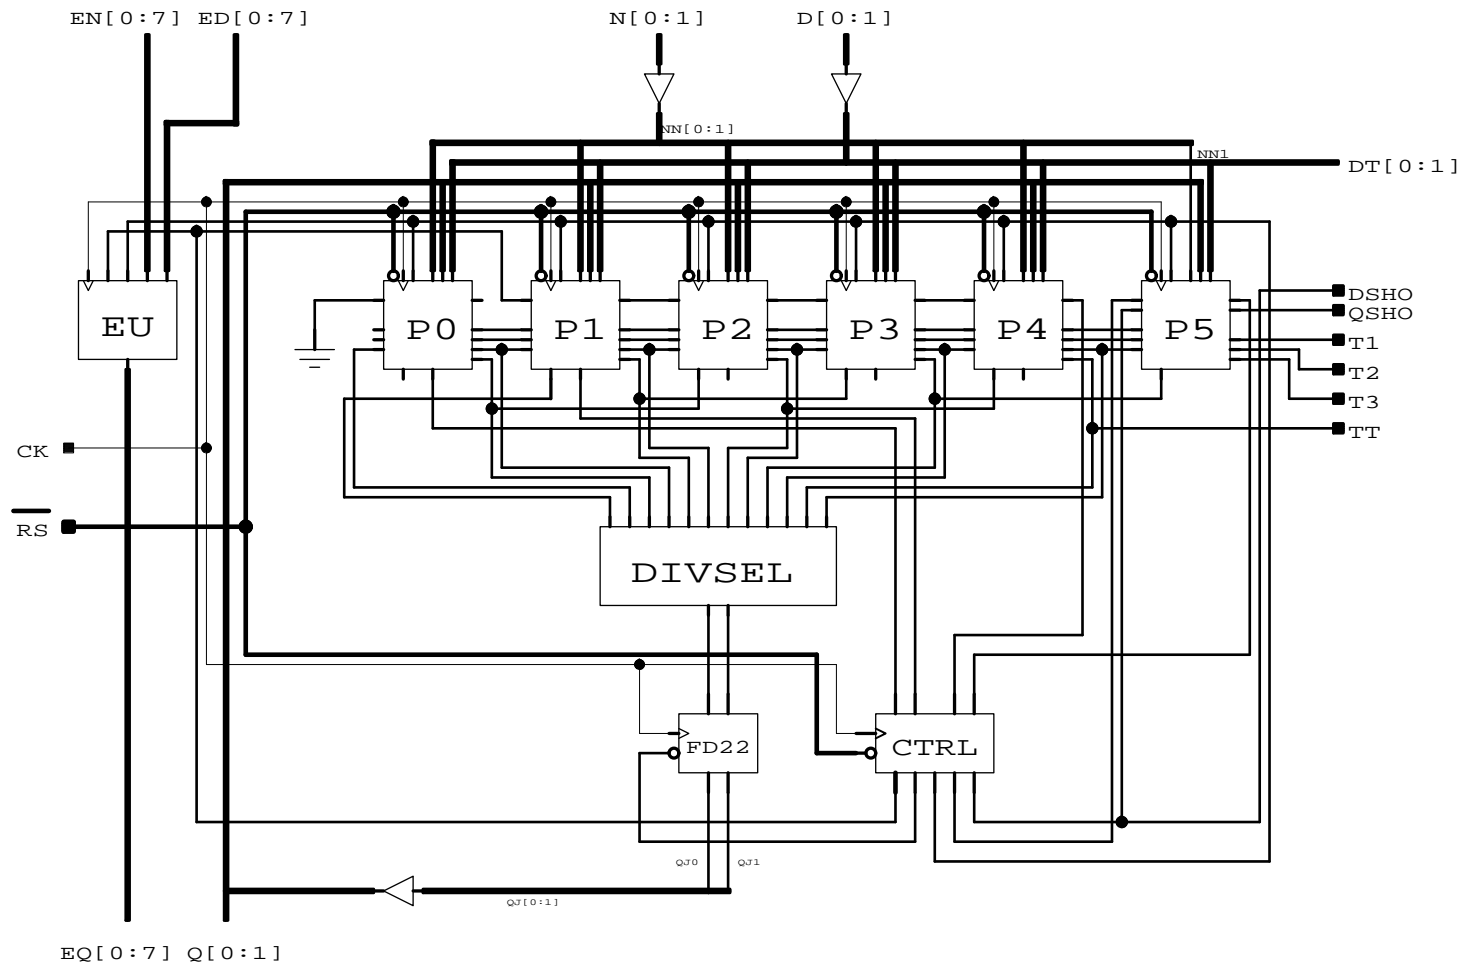 EN[0:7] ED[0:7] N[0:1] D[0:1]
NN[0:1]
NN1
DT[0:1]
DSHO
QSHO
EU P0 P1 P2 P3 P4 P5
T1
T2
T3
TT
CK
RS
DIVSEL
FD22 CTRL
QJ0 QJ1
QJ[0:1]
EQ[0:7] Q[0:1]